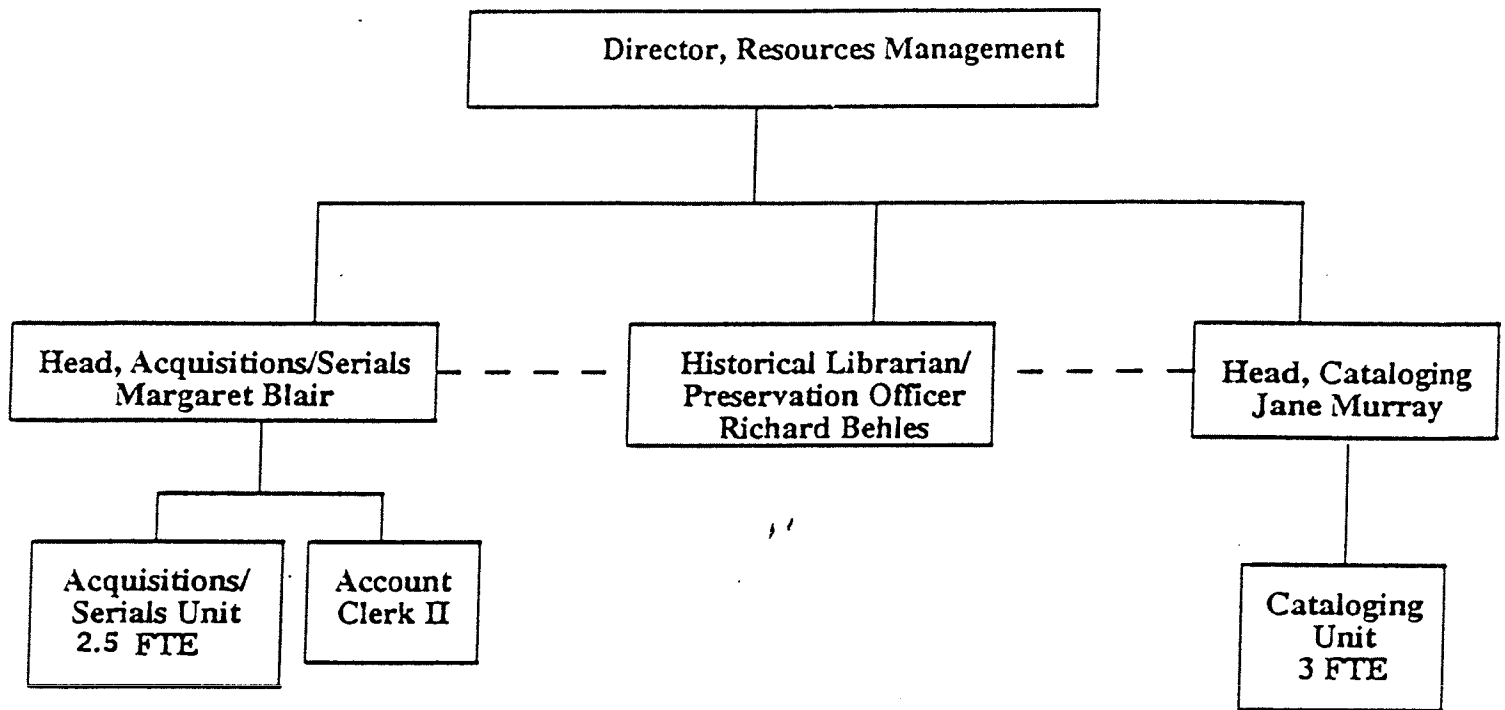 Director, Resources Management
Head, Acquisitions/Serials
Margaret Blair
Historical Librarian/
Preservation Officer
Richard Behles
Head, Cataloging
Jane Murray
Acquisitions/
Serials Unit
2.5 FTE
Account
Clerk II
Cataloging
Unit
3 FTE